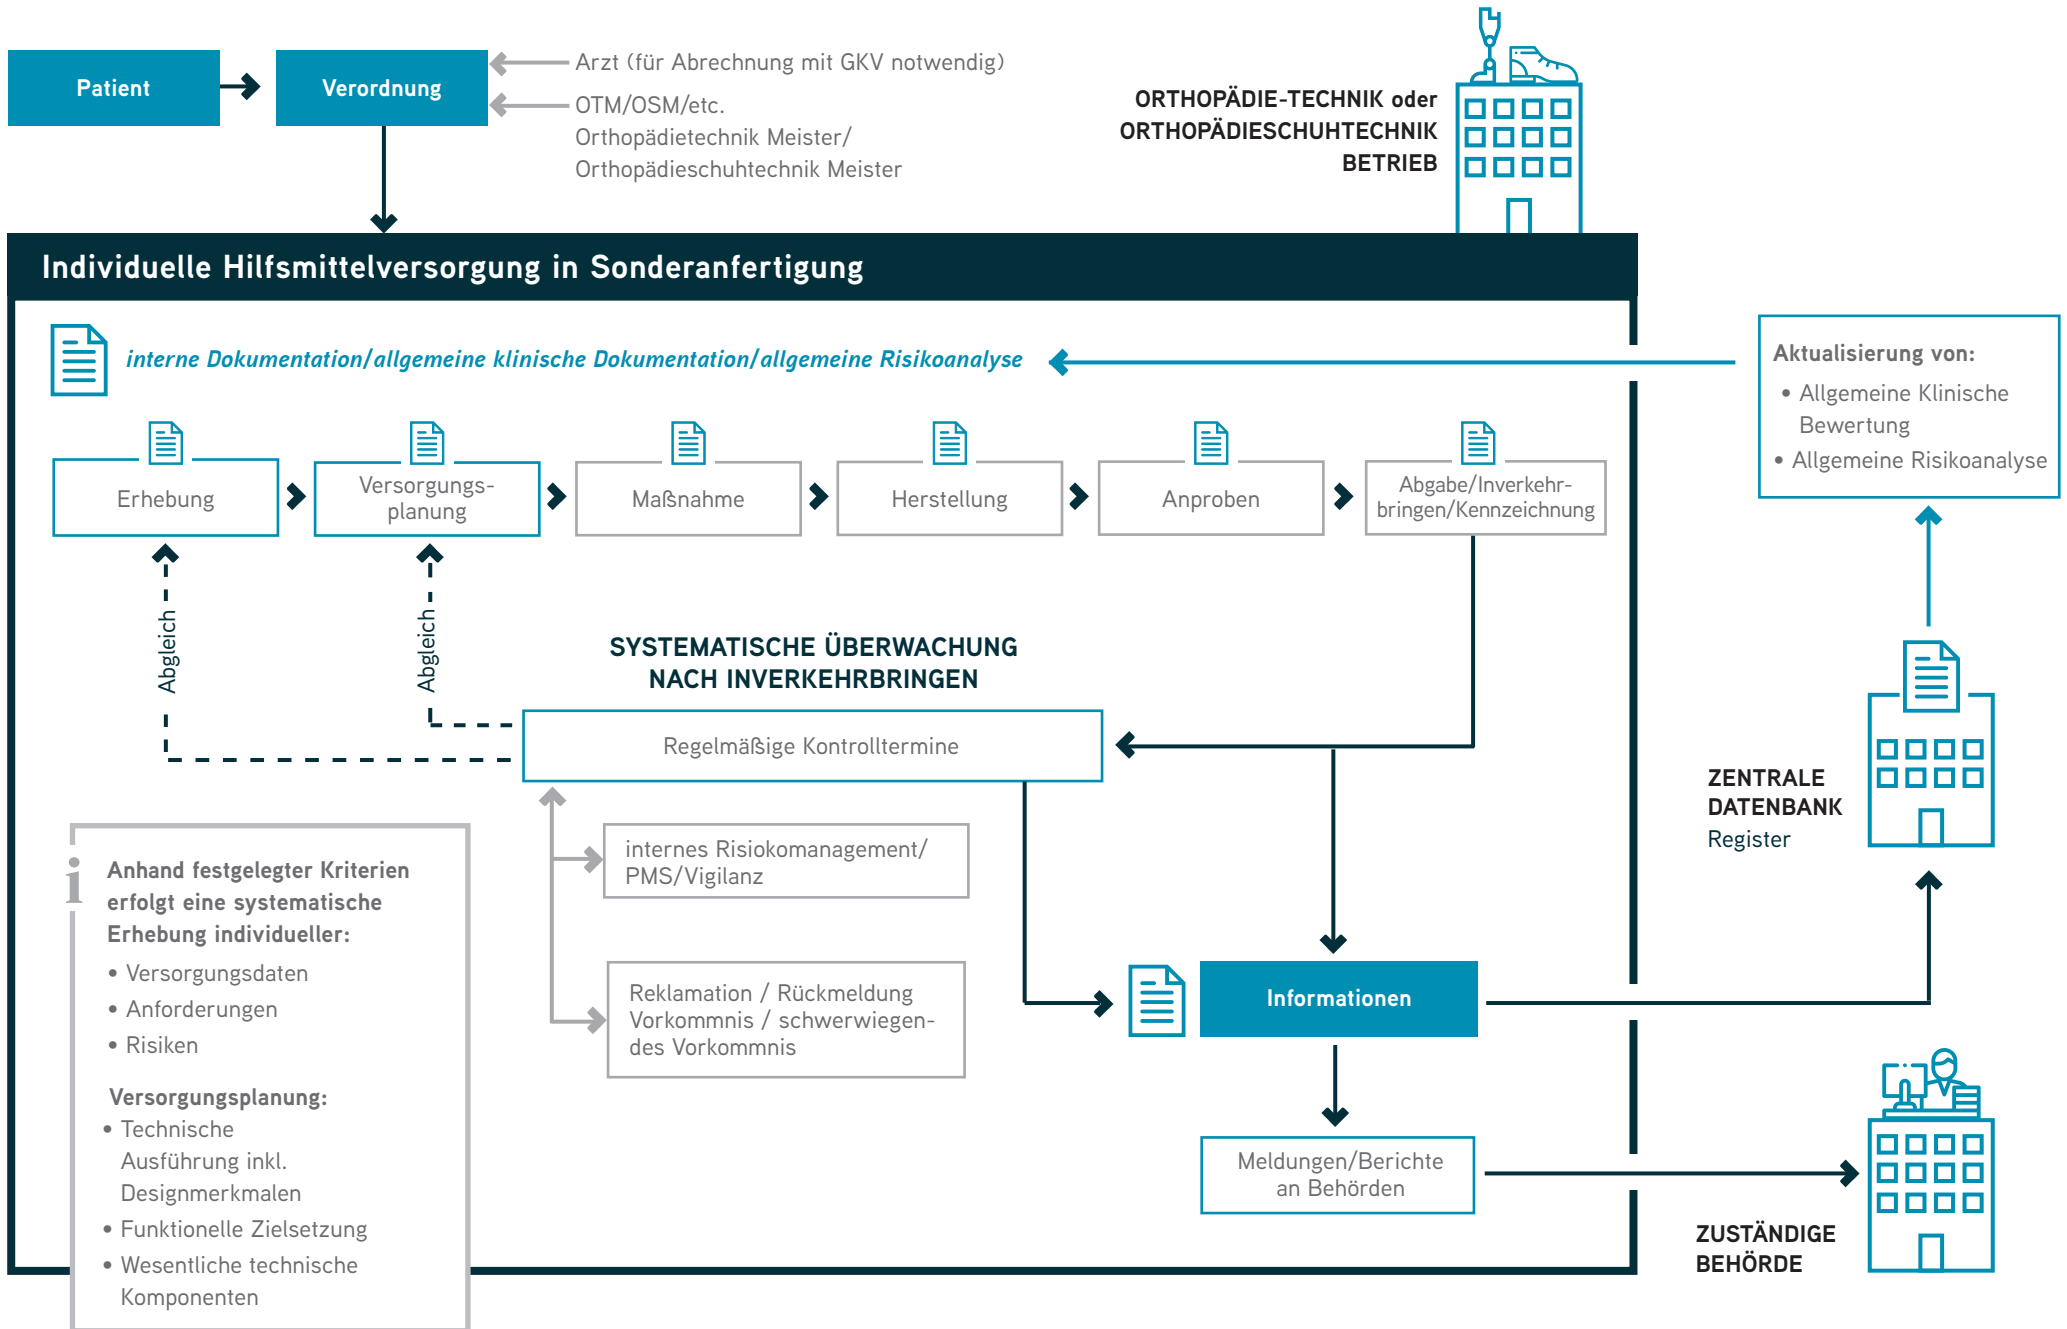 Patient
Verordnung
Arzt (für Abrechnung mit GKV notwendig)
OTM/OSM/etc.
Orthopädietechnik Meister/
Orthopädieschuhtechnik Meister
ORTHOPÄDIE-TECHNIK oder
ORTHOPÄDIESCHUHTECHNIK
BETRIEB
Individuelle Hilfsmittelversorgung in Sonderanfertigung
interne Dokumentation/allgemeine klinische Dokumentation/allgemeine Risikoanalyse
Aktualisierung von:
• Allgemeine Klinische
Bewertung
• Allgemeine Risikoanalyse
Erhebung
Versorgungs-
planung
Maßnahme
Herstellung
Anproben
Abgabe/Inverkehr-
bringen/Kennzeichnung
Abgleich
Abgleich
SYSTEMATISCHE ÜBERWACHUNG
NACH INVERKEHRBRINGEN
Regelmäßige Kontrolltermine
internes Risiokomanagement/
PMS/Vigilanz
Reklamation / Rückmeldung
Vorkommnis / schwerwiegen-
des Vorkommnis
ZENTRALE
DATENBANK
Register
i
Anhand festgelegter Kriterien
erfolgt eine systematische
Erhebung individueller:
• Versorgungsdaten
• Anforderungen
• Risiken
Versorgungsplanung:
• Technische
Ausführung inkl.
Designmerkmalen
• Funktionelle Zielsetzung
• Wesentliche technische
Komponenten
Informationen
Meldungen/Berichte
an Behörden
ZUSTÄNDIGE
BEHÖRDE